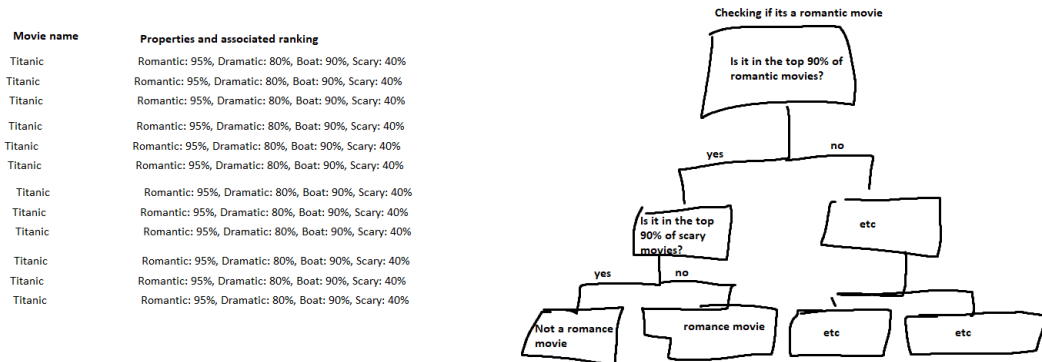 Movie name
Properties and associated ranking
Titanic Romantic: 95%, Dramatic: 80%, Boat: 90%, Scary: 40%
Titanic Romantic: 95%, Dramatic: 80%, Boat: 90%, Scary: 40%
Titanic Romantic: 95%, Dramatic: 80%, Boat: 90%, Scary: 40%
Titanic Romantic: 95%, Dramatic: 80%, Boat: 90%, Scary: 40%
Titanic Romantic: 95%, Dramatic: 80%, Boat: 90%, Scary: 40%
Titanic Romantic: 95%, Dramatic: 80%, Boat: 90%, Scary: 40%
Titanic Romantic: 95%, Dramatic: 80%, Boat: 90%, Scary: 40%
Titanic Romantic: 95%, Dramatic: 80%, Boat: 90%, Scary: 40%
Titanic Romantic: 95%, Dramatic: 80%, Boat: 90%, Scary: 40%
Titanic Romantic: 95%, Dramatic: 80%, Boat: 90%, Scary: 40%
Titanic Romantic: 95%, Dramatic: 80%, Boat: 90%, Scary: 40%
Titanic Romantic: 95%, Dramatic: 80%, Boat: 90%, Scary: 40%
Checking if its a romantic movie
Is it in the top 90% of
romantic movies?
yes
no
Is it in the top
90% of scary
movies?
etc
yes
no
Not a romance
movie
romance movie
etc
etc